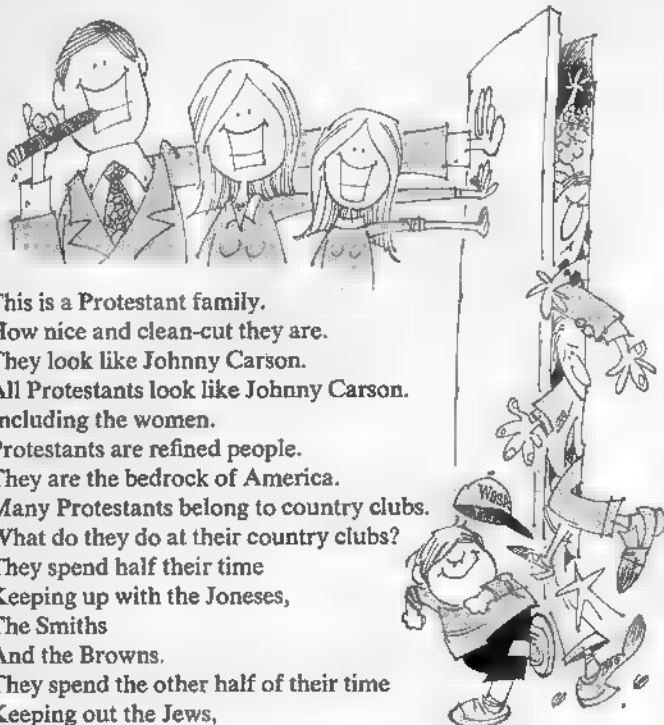 This is a Protestant family.
How nice and clean-cut they are.
They look like Johnny Carson.
All Protestants look like Johnny Carson.
ncluding the women.
Protestants are refined people.
They are the bedrock of America.
Many Protestants belong to country clubs.
What do they do at their country clubs?
They spend half their time
Keeping up with the Joneses,
The Smiths
And the Browns.
They spend the other half of their time
Keeping out the Jews,
Wasp